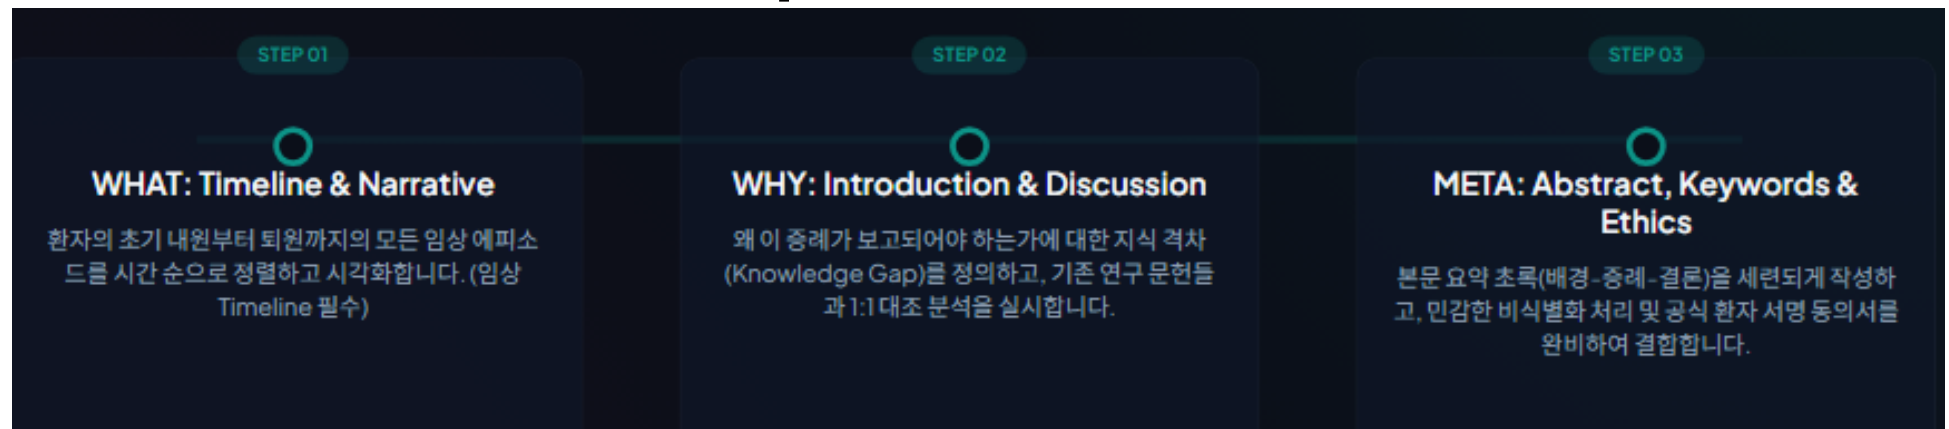 STEP 01
WHAT: Timeline & Narrative
환자의 초기 내원부터 퇴원까지의 모든 임상 에피소
드를 시간 순으로 정렬하고 시각화합니다. (임상
Timeline 필수)
STEP 02
WHY: Introduction & Discussion
왜 이 증례가 보고되어야 하는가에 대한 지식 격차
(Knowledge Gap)를 정의하고, 기존 연구 문헌들
과 1:1 대조 분석을 실시합니다.
STEP 03
META: Abstract, Keywords &
Ethics
본문 요약 초록(배경-증례-결론)을 세련되게 작성하
고, 민감한 비식별화 처리 및 공식 환자 서명 동의서를
완비하여 결합합니다.